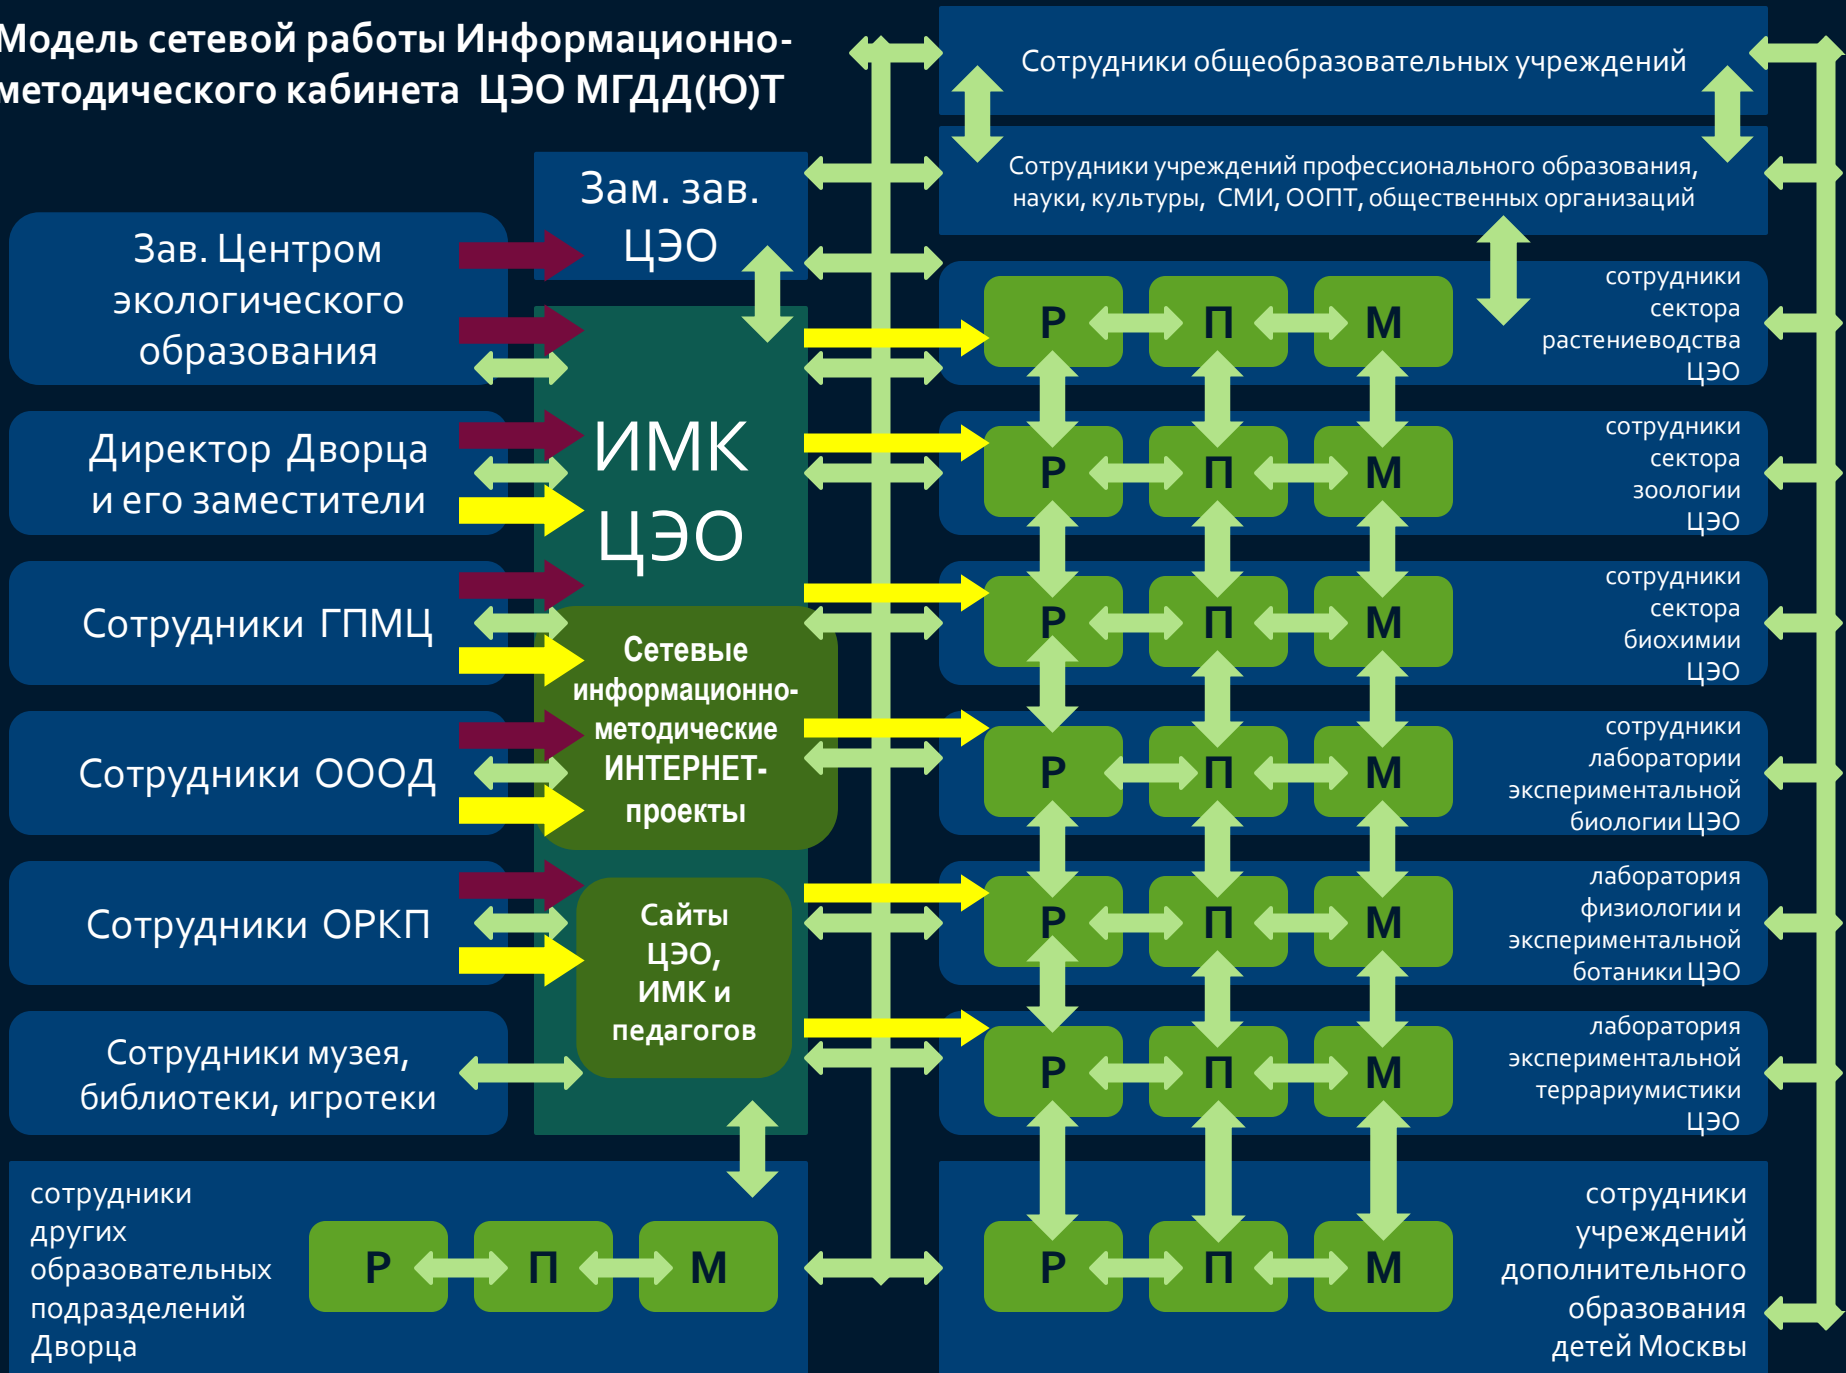 Модель сетевой работы Информационно-
методического кабинета ЦЭО МГДД(Ю)Т
Зам. зав.
ЦЭО
Зав. Центром
экологического
образования
Директор Дворца
и его заместители
Сотрудники ГПМЦ
Сотрудники ОООД
Сотрудники ОРКП
Сотрудники музея,
библиотеки, игротеки
ИМК
ЦЭО
Сетевые
информационно-
методические
ИНТЕРНЕТ-
проекты
Сайты
ЦЭО,
ИМК и
педагогов
сотрудники
других
образовательных
подразделений
Дворца
Р П М
Сотрудники общеобразовательных учреждений
Сотрудники учреждений профессионального образования,
науки, культуры, СМИ, ООПТ, общественных организаций
Р П М
сотрудники
сектора
растениеводства
ЦЭО
Р П М
сотрудники
сектора
зоологии
ЦЭО
Р П М
сотрудники
сектора
биохимии
ЦЭО
Р П М
сотрудники
лаборатории
экспериментальной
биологии ЦЭО
Р П М
лаборатория
физиологии и
экспериментальной
ботаники ЦЭО
Р П М
лаборатория
экспериментальной
террариумистики
ЦЭО
Р П М
сотрудники
учреждений
дополнительного
образования
детей Москвы